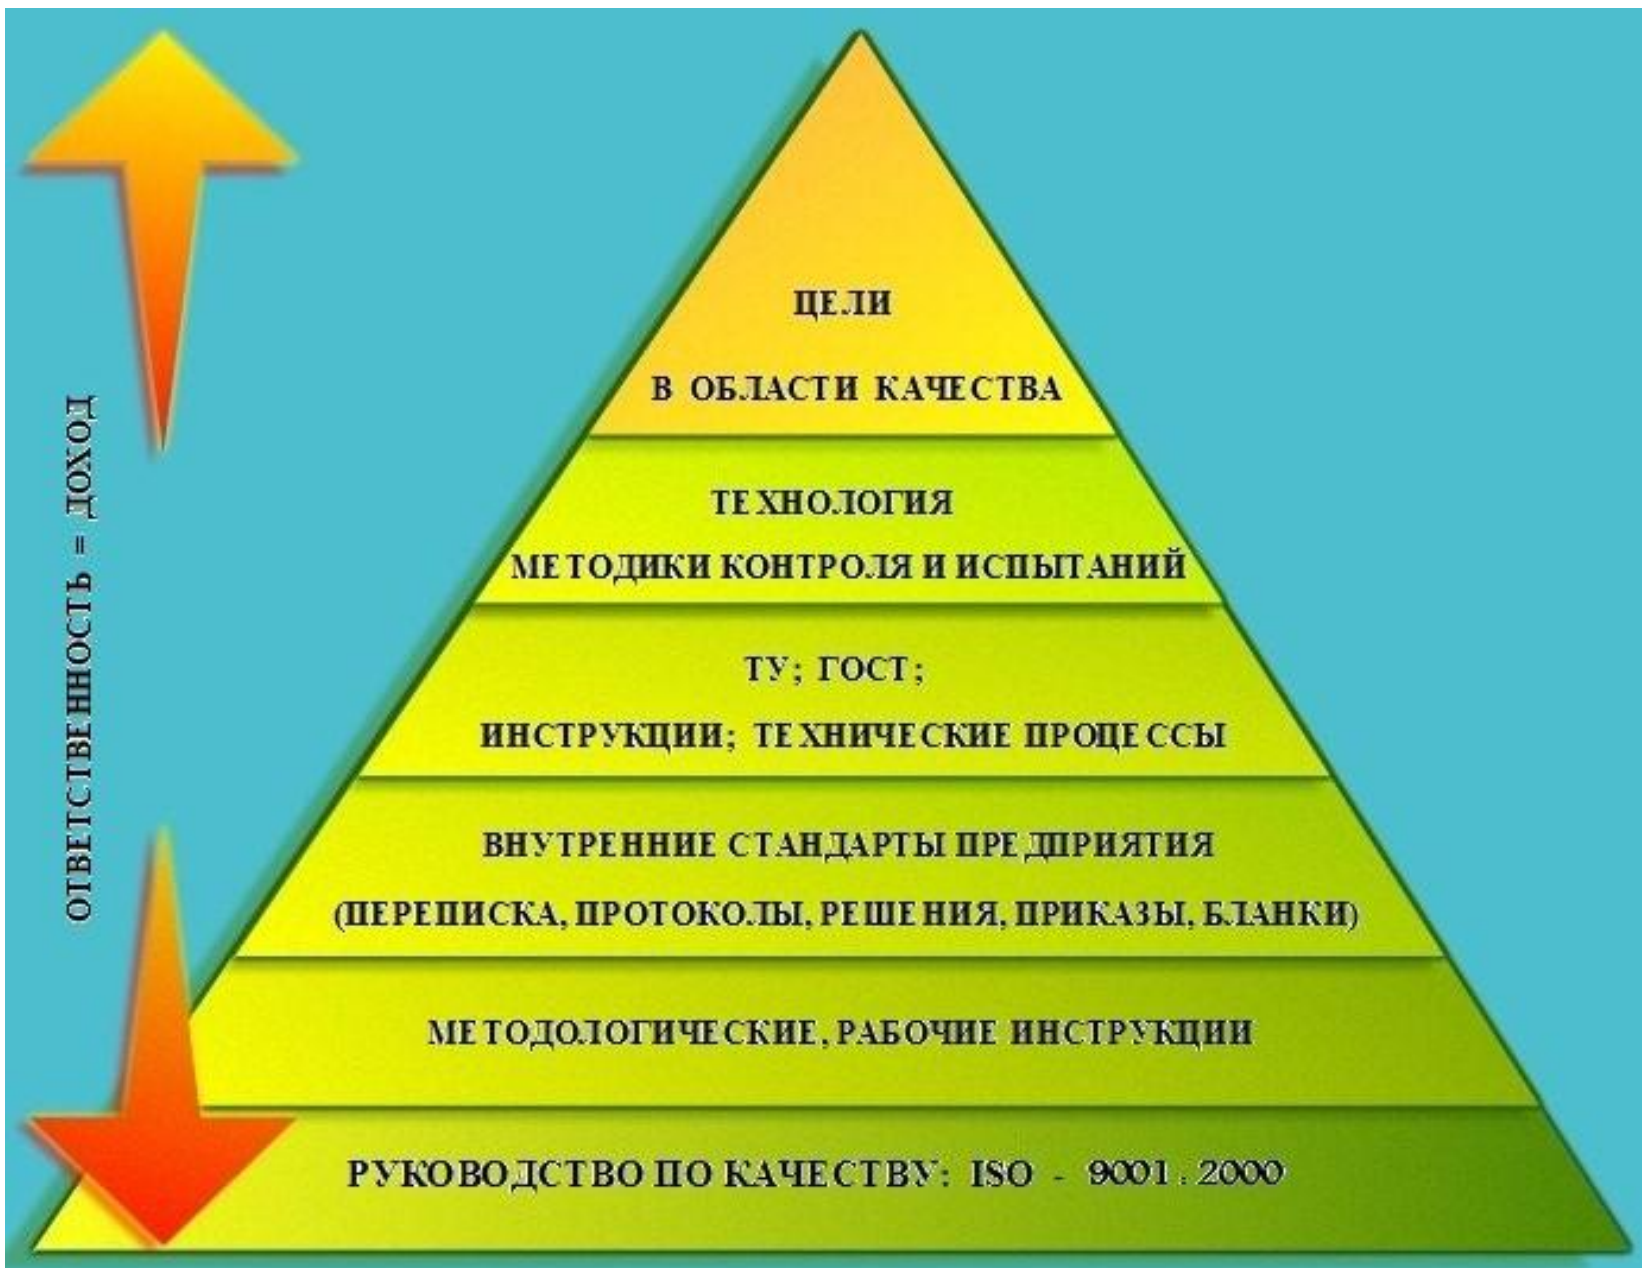 ЦЕЛИ
В ОБЛАСТИ КАЧЕСТВА
ТЕХНОЛОГИЯ
МЕТОДИКИ КОНТРОЛЯ И ИСПЫТАНИЙ
ТУ; ГОСТ;
ИНСТРУКЦИИ; ТЕХНИЧЕСКИЕ ПРОЦЕССЫ
ВНУТРЕННИЕ СТАНДАРТЫ ПРЕДПРИЯТИЯ
(ПЕРЕПИСКА, ПРОТОКОЛЫ, РЕШЕНИЯ, ПРИКАЗЫ, БЛАНКИ)
МЕТОДОЛОГИЧЕСКИЕ, РАБОЧИЕ ИНСТРУКЦИИ
РУКОВОДСТВО ПО КАЧЕСТВУ: ISO - 9001 : 2000
ОТВЕТСТВЕННОСТЬ = ДОХОД